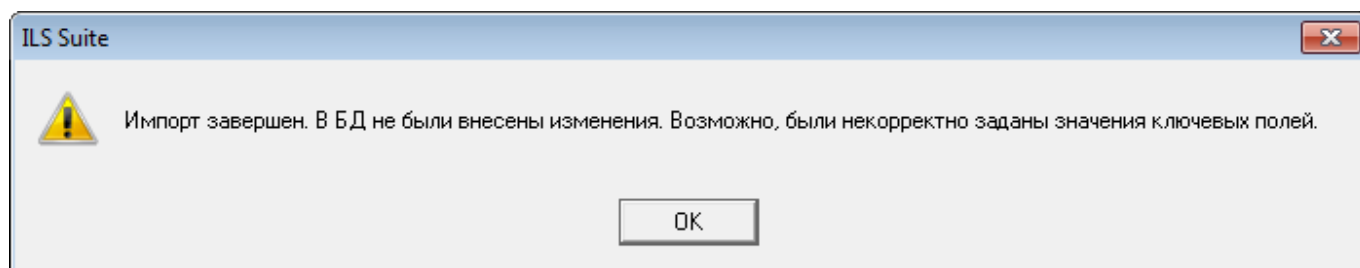 ILS Suite
Импорт завершен. В БД не были внесены изменения. Возможно, были некорректно заданы значения ключевых полей.
OK